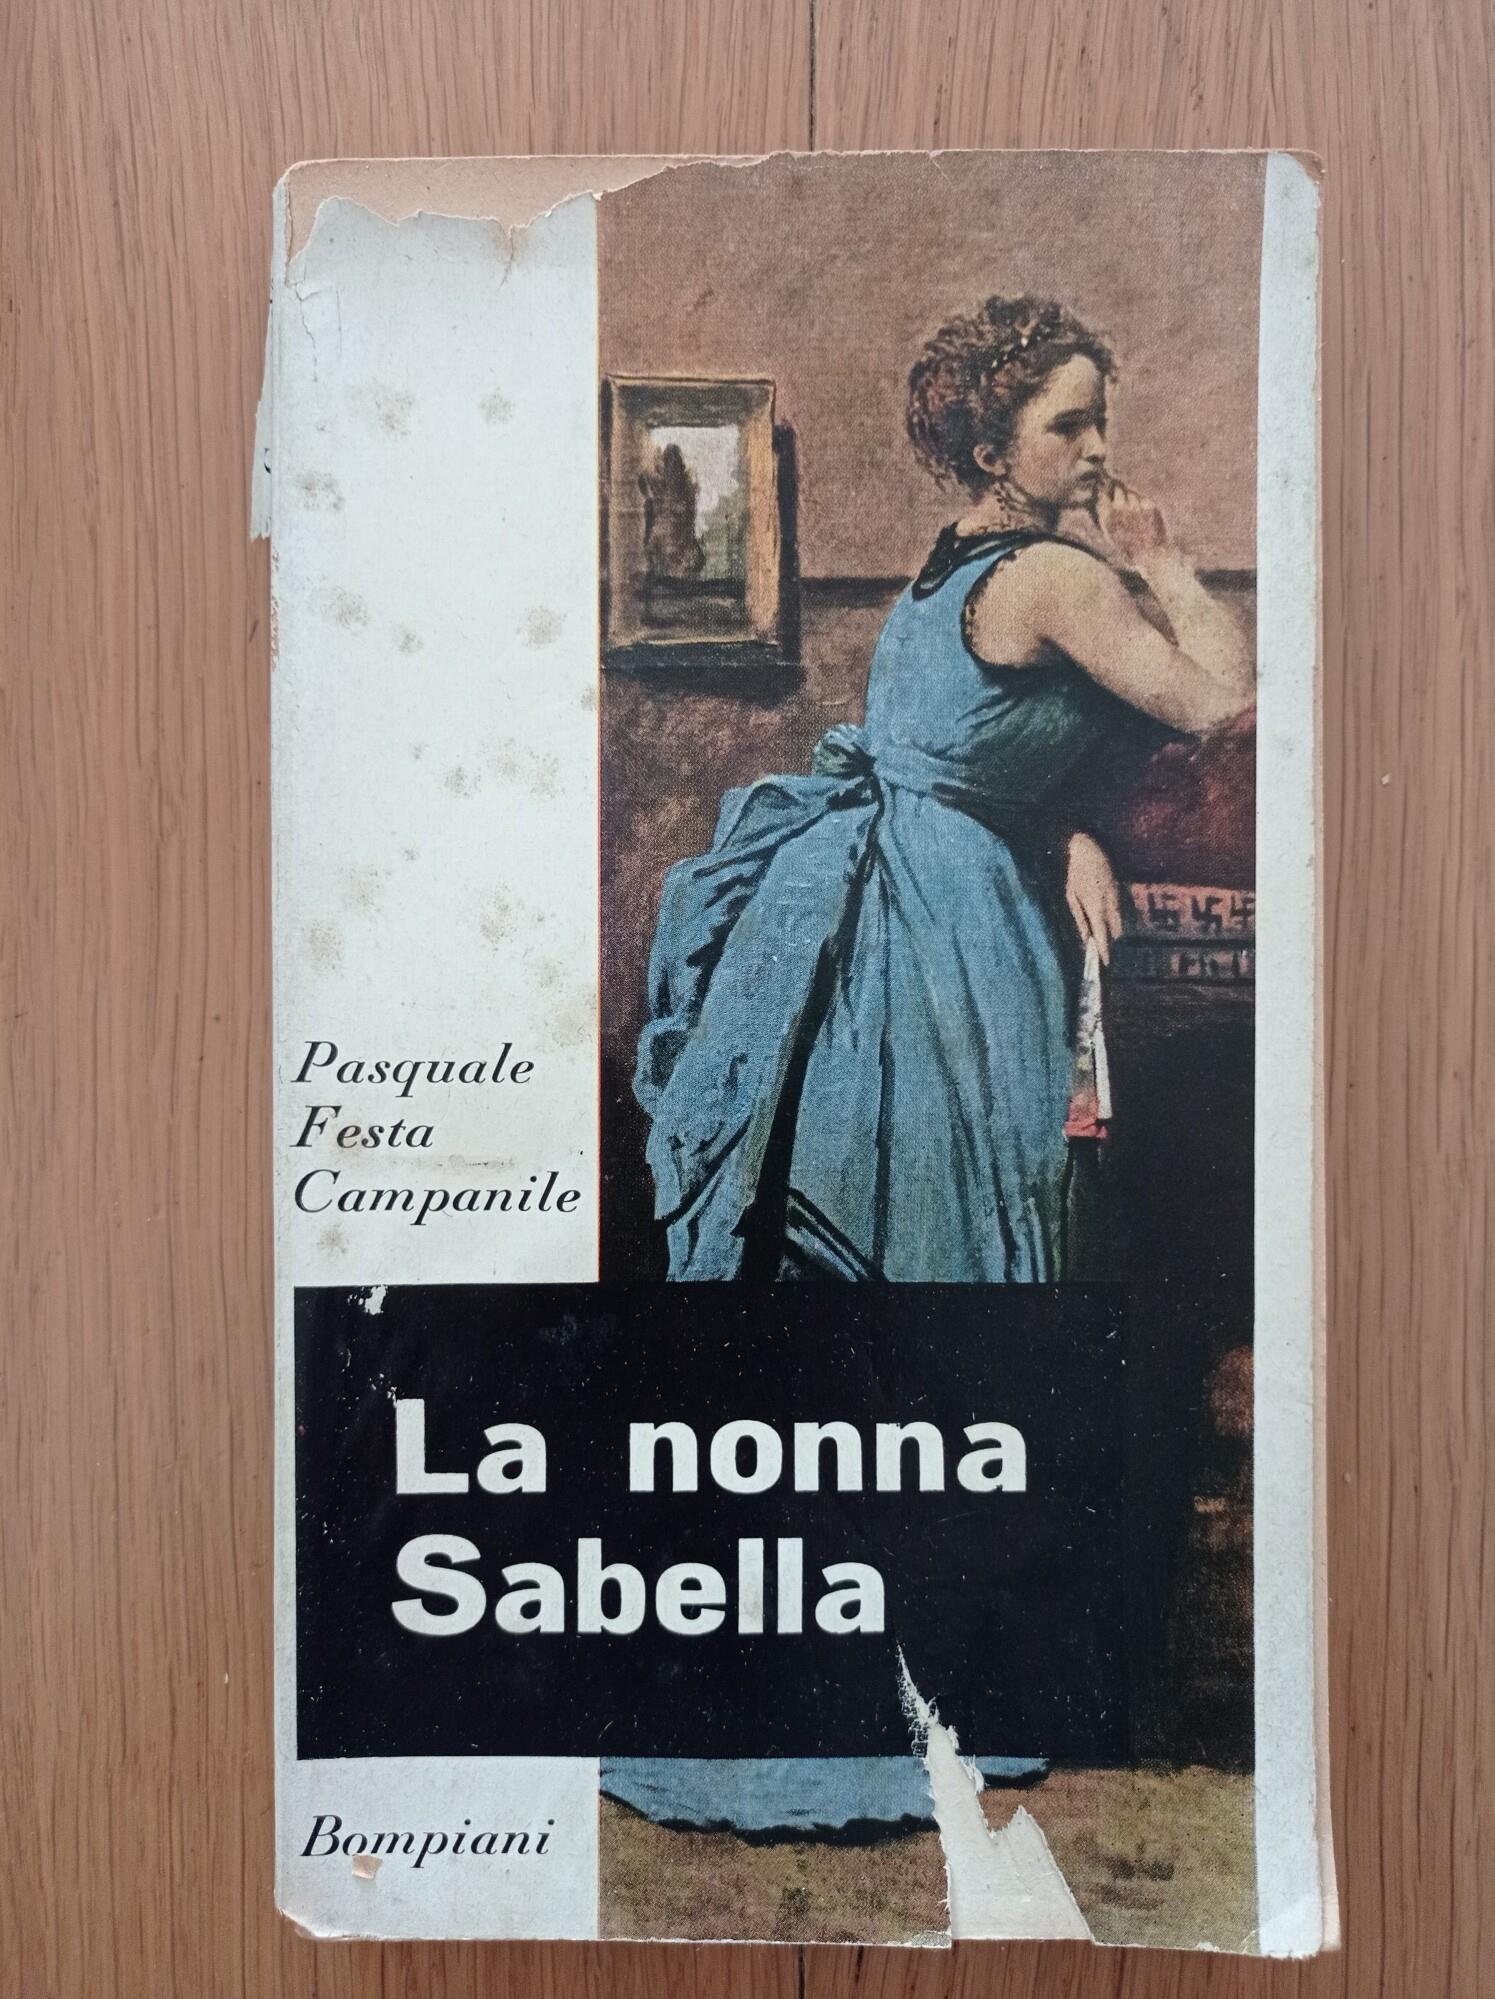 Pasquale
Festa
Campanile
La nonna
Sabella
Bompiani